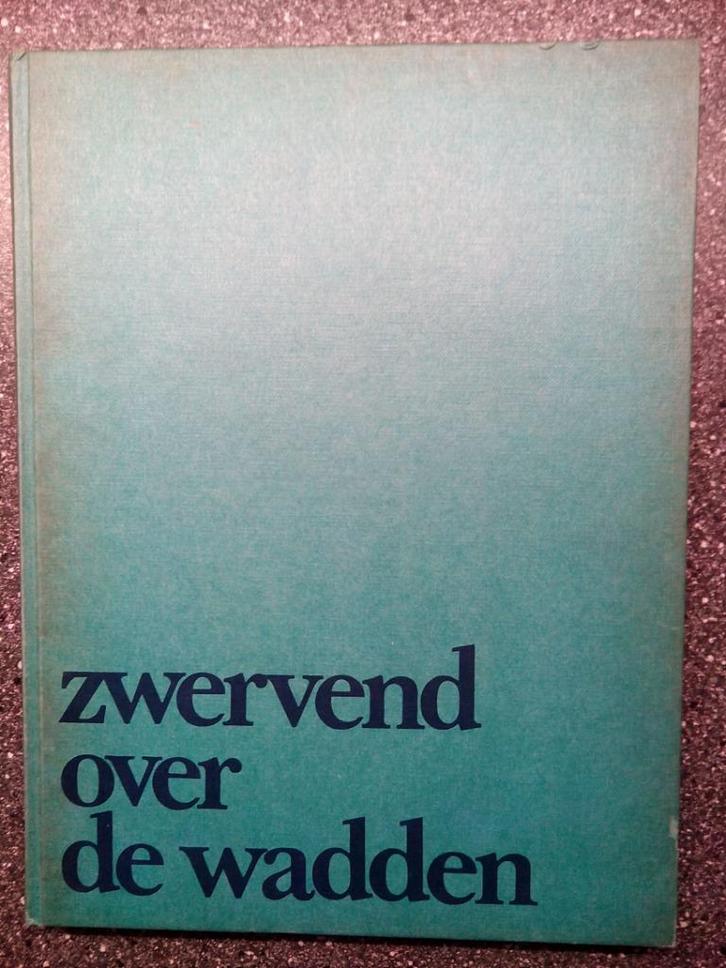 zwervend
over
de wadden